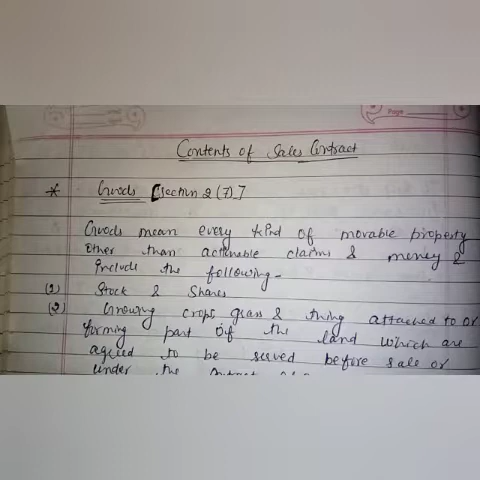 Page
Contents of Sales Contract
* Goods [Section 2(7)]
Goods mean every kind of movable property
other than actionable claims & money &
include the following -
(1) Stock & Shares
(2) Growing crops, grass & thing attached to or
forming part of the land which are
agreed to be served before sale or
under the